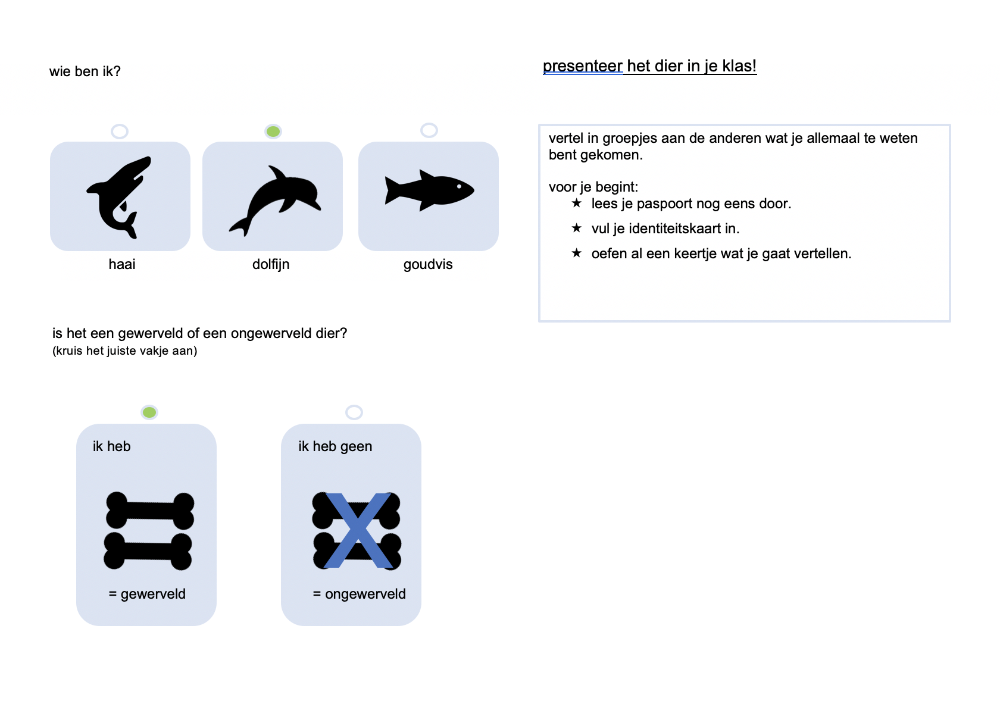 wie ben ik?
haai
dolfijn
goudvis
is het een gewerveld of een ongewerveld dier?
(kruis het juiste vakje aan)
ik heb
= gewerveld
ik heb geen
X
= ongewerveld
presenteer het dier in je klas!
vertel in groepjes aan de anderen wat je allemaal te weten
bent gekomen.
voor je begint:
★ lees je paspoort nog eens door.
★ vul je identiteitskaart in.
★ oefen al een keertje wat je gaat vertellen.